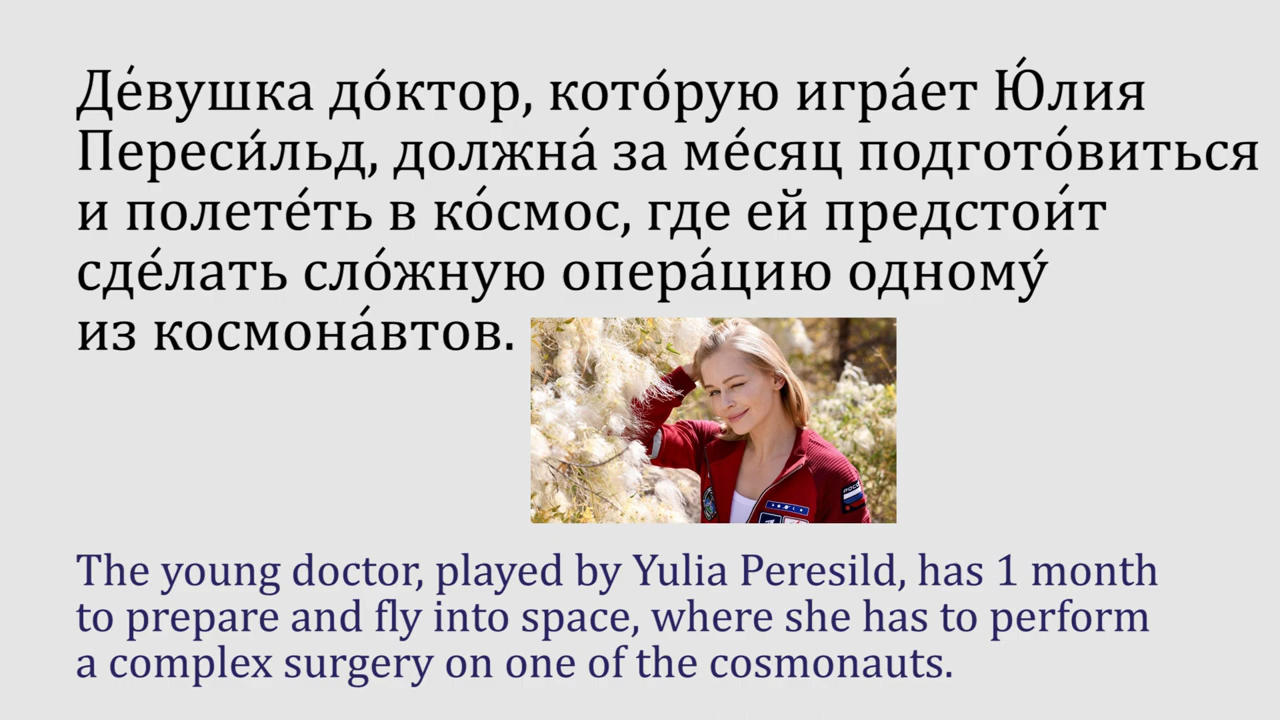 Де́вушка до́ктор, кото́рую игра́ет Ю́лия
Переси́льд, должна́ за ме́сяц подгото́виться
и полете́ть в ко́смос, где ей предстои́т
сде́лать сло́жную опера́цию одному́
из космона́втов.
The young doctor, played by Yulia Peresild, has 1 month
to prepare and fly into space, where she has to perform
a complex surgery on one of the cosmonauts.